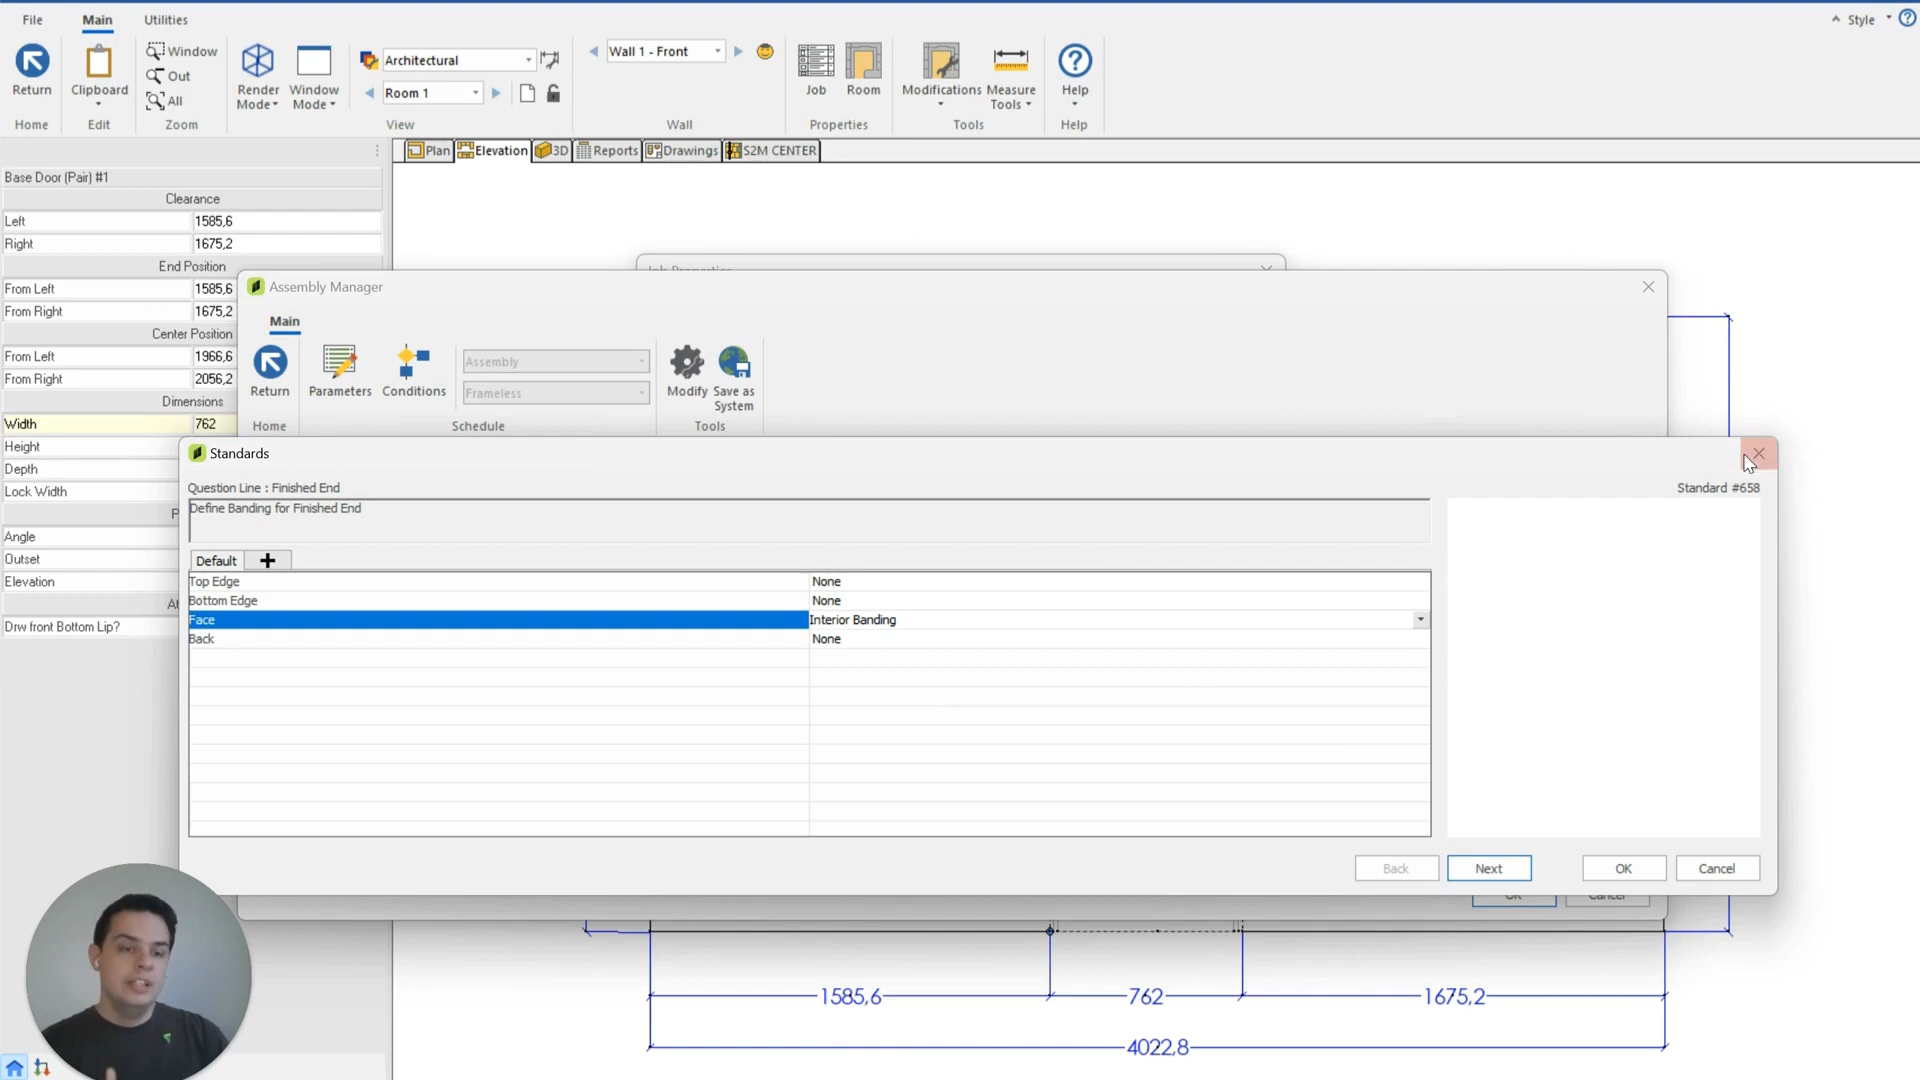 File
Main
Utilities
Style
Return
Clipboard
Window
Out
All
Render Mode
Window Mode
Architectural
Room 1
Wall 1 - Front
Job
Room
Modifications
Measure Tools
Help
Home
Edit
Zoom
View
Wall
Properties
Tools
Help
Plan
Elevation
3D
Reports
Drawings
S2M CENTER
Base Door (Pair) #1
Clearance
Left 1585,6
Right 1675,2
End Position
From Left 1585,6
From Right 1675,2
Center Position
From Left 1966,6
From Right 2056,2
Dimensions
Width 762
Height
Depth
Lock Width
P
Angle
Outset
Elevation
At
Drw front Bottom Lip?
Job Properties
Assembly Manager
Main
Return
Parameters
Conditions
Assembly
Frameless
Modify
Save as System
Home
Schedule
Tools
Standards
Question Line : Finished End
Standard #658
Define Banding for Finished End
Default
Top Edge None
Bottom Edge None
Face Interior Banding
Back None
Back
Next
OK
Cancel
OK
Cancel
1585,6
762
1675,2
4022,8